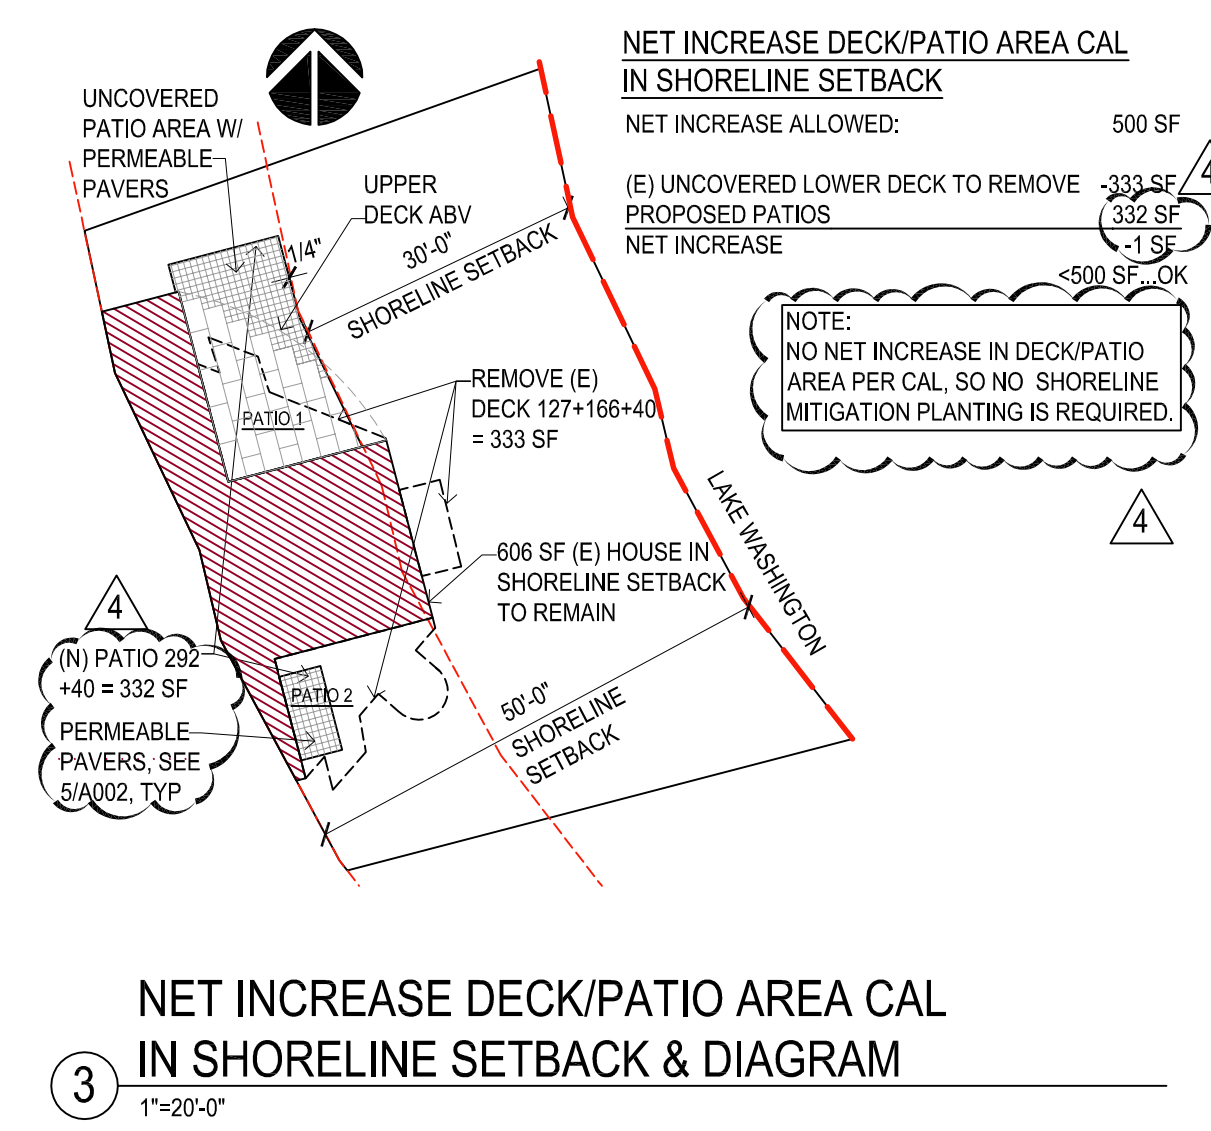 NET INCREASE DECK/PATIO AREA CAL
IN SHORELINE SETBACK
NET INCREASE ALLOWED: 500 SF
(E) UNCOVERED LOWER DECK TO REMOVE -333 SF
PROPOSED PATIOS 332 SF
NET INCREASE -1 SF
<500 SF...OK
4
NOTE:
NO NET INCREASE IN DECK/PATIO
AREA PER CAL, SO NO SHORELINE
MITIGATION PLANTING IS REQUIRED.
4
UNCOVERED
PATIO AREA W/
PERMEABLE
PAVERS
UPPER
DECK ABV
1/4"
30'-0"
SHORELINE SETBACK
PATIO 1
REMOVE (E)
DECK 127+166+40
= 333 SF
LAKE WASHINGTON
606 SF (E) HOUSE IN
SHORELINE SETBACK
TO REMAIN
4
(N) PATIO 292
+40 = 332 SF
PERMEABLE
PAVERS, SEE
5/A002, TYP
PATIO 2
50'-0"
SHORELINE
SETBACK
NET INCREASE DECK/PATIO AREA CAL
IN SHORELINE SETBACK & DIAGRAM
3
1"=20'-0"